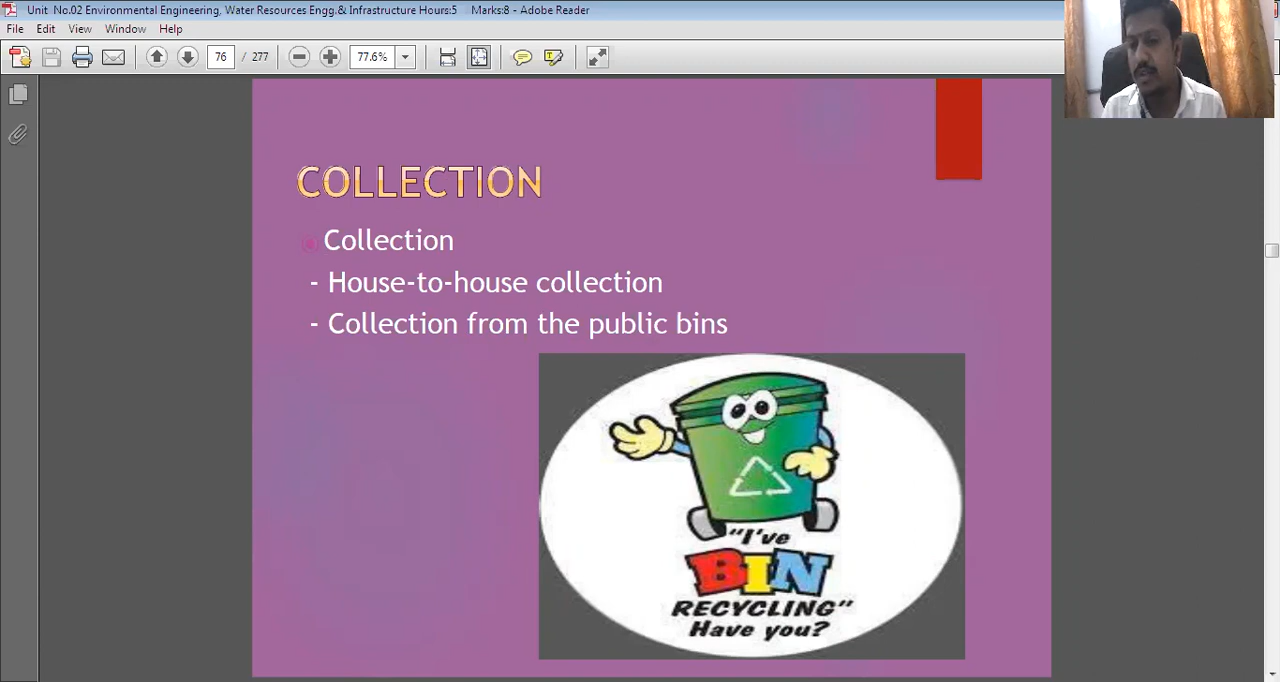 Unit No.02 Environmental Engineering, Water Resources Engg.& Infrastructure Hours:5 Marks:8 - Adobe Reader
File Edit View Window Help
76 / 277 77.6%
COLLECTION
Collection
- House-to-house collection
- Collection from the public bins
"I've
BIN
RECYCLING"
Have you?